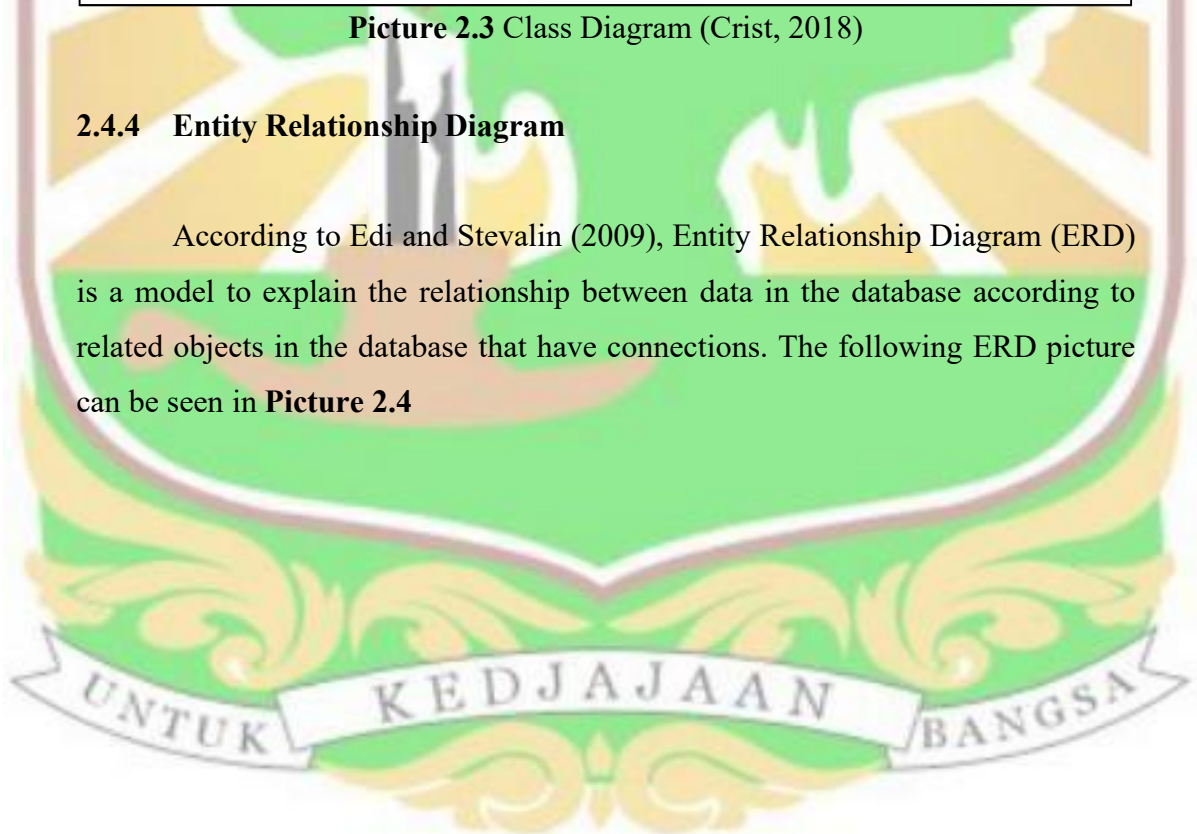 Picture 2.3 Class Diagram (Crist, 2018)
2.4.4 Entity Relationship Diagram
According to Edi and Stevalin (2009), Entity Relationship Diagram (ERD)
is a model to explain the relationship between data in the database according to
related objects in the database that have connections. The following ERD picture
can be seen in Picture 2.4
UNTUK KEDJAJAAN BANGSA